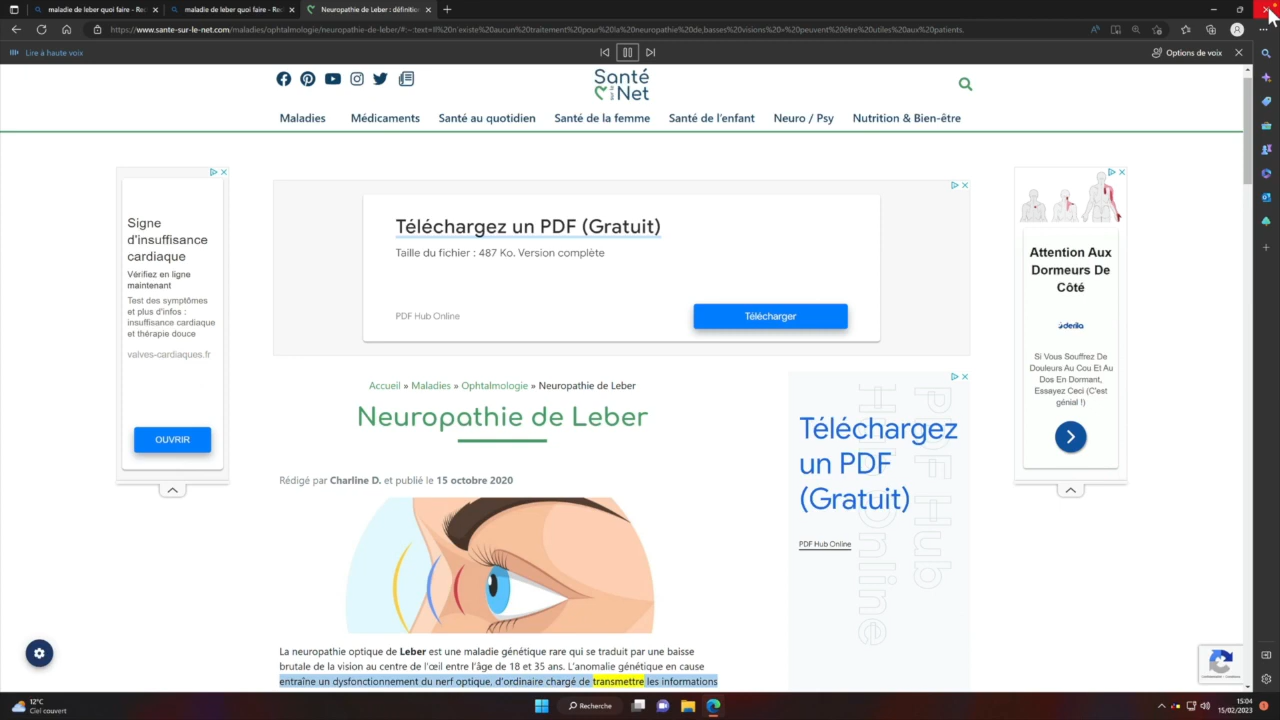 maladie de leber quoi faire - Rec
maladie de leber quoi faire - Rec
Neuropathie de Leber : définition
https://www.sante-sur-le-net.com/maladies/ophtalmologie/neuropathie-de-leber/#:~:text=Il%20n'existe%20aucun%20traitement%20pour%20la%20neuropathie%20de,basses%20visions%20»%20peuvent%20être%20utiles%20aux%20patients.
Lire à haute voix
Options de voix
Santé
sur le
Net
Maladies
Médicaments
Santé au quotidien
Santé de la femme
Santé de l'enfant
Neuro / Psy
Nutrition & Bien-être
Signe
d'insuffisance
cardiaque
Vérifiez en ligne
maintenant
Test des symptômes
et plus d'infos :
insuffisance cardiaque
et thérapie douce
valves-cardiaques.fr
OUVRIR
Téléchargez un PDF (Gratuit)
Taille du fichier : 487 Ko. Version complète
PDF Hub Online
Télécharger
Attention Aux
Dormeurs De
Côté
derila
Si Vous Souffrez De
Douleurs Au Cou Et Au
Dos En Dormant,
Essayez Ceci (C'est
génial !)
Accueil » Maladies » Ophtalmologie » Neuropathie de Leber
Neuropathie de Leber
Rédigé par Charline D. et publié le 15 octobre 2020
La neuropathie optique de Leber est une maladie génétique rare qui se traduit par une baisse
brutale de la vision au centre de l'œil entre l'âge de 18 et 35 ans. L'anomalie génétique en cause
entraîne un dysfonctionnement du nerf optique, d'ordinaire chargé de transmettre les informations
Téléchargez
un PDF
(Gratuit)
PDF Hub Online
PDF Hub
Hub Online
12°C
Ciel couvert
Recherche
15:04
15/02/2023